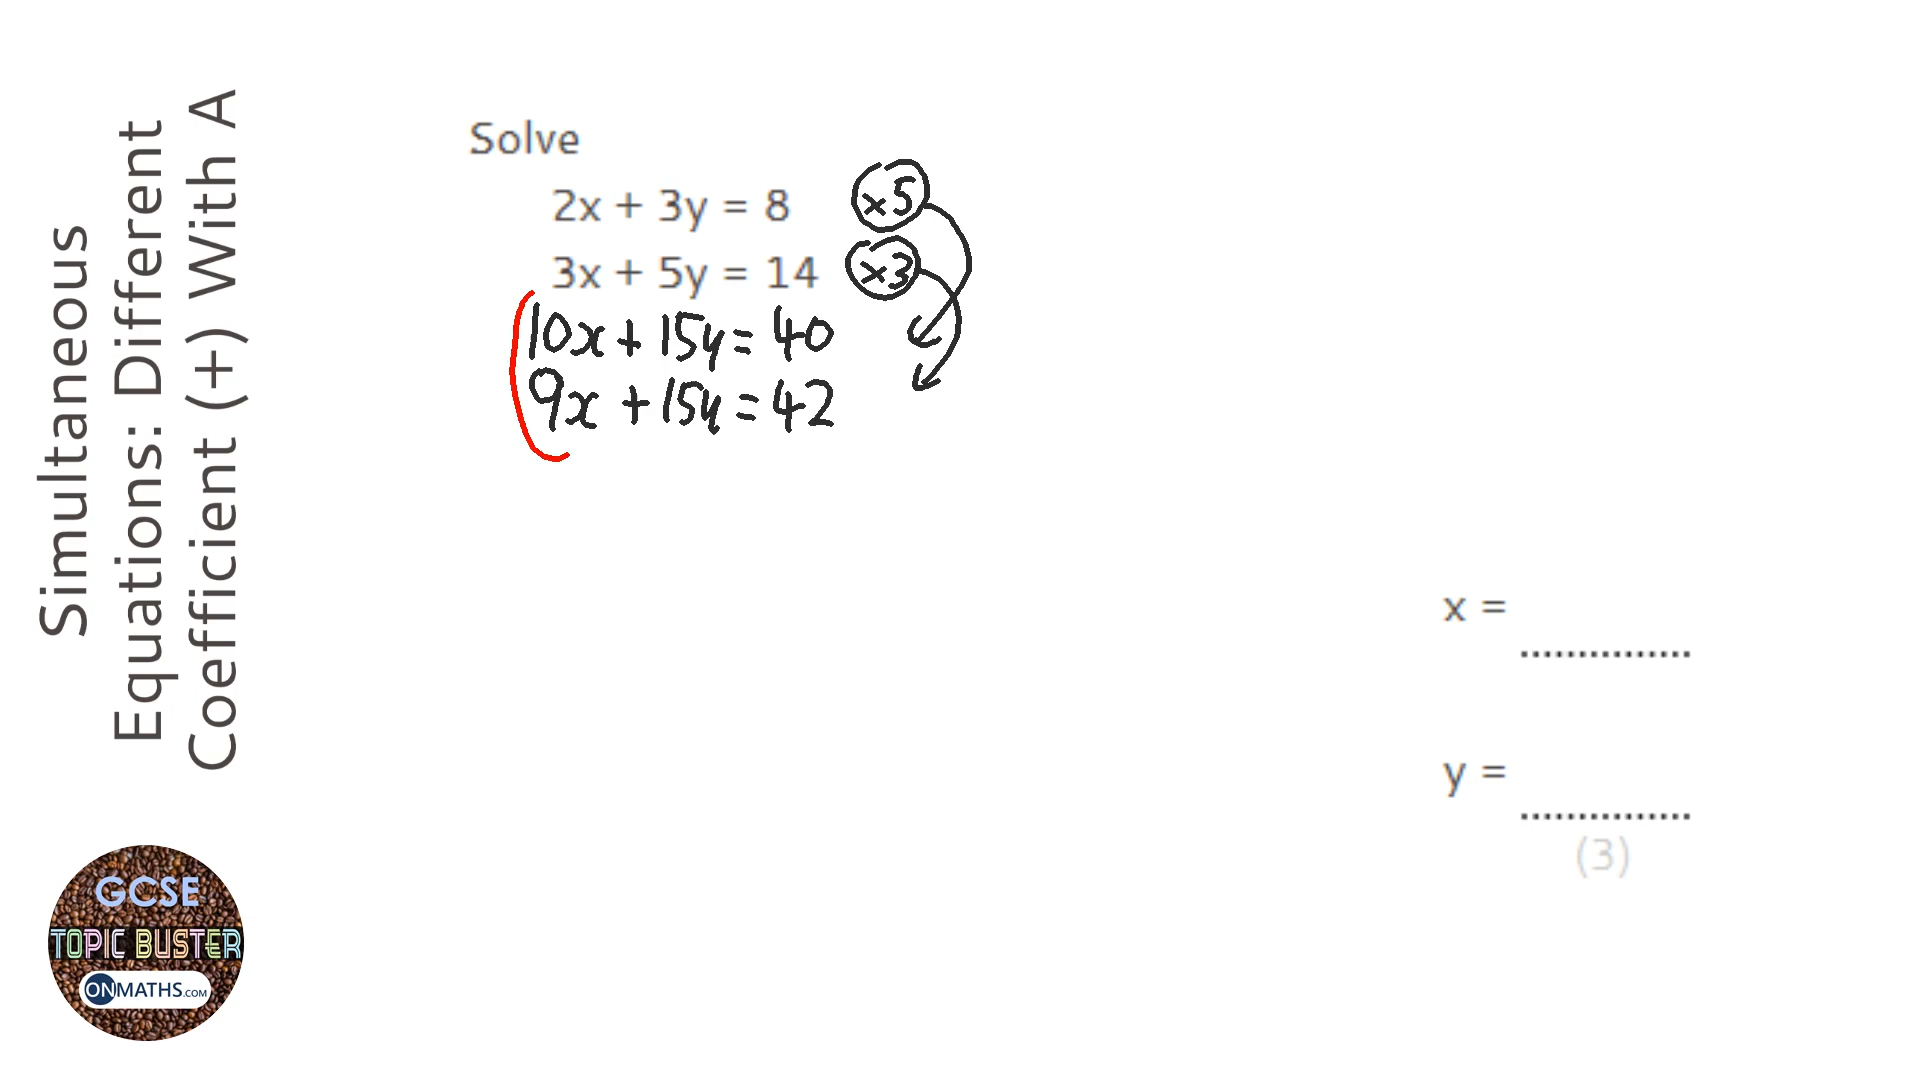 Simultaneous
Equations: Different
Coefficient (+) With A
Solve
2x + 3y = 8
×5
3x + 5y = 14
×3
10x + 15y = 40
9x + 15y = 42
x =
...............
y =
...............
(3)
GCSE
TOPIC BUSTER
ONMATHS.COM